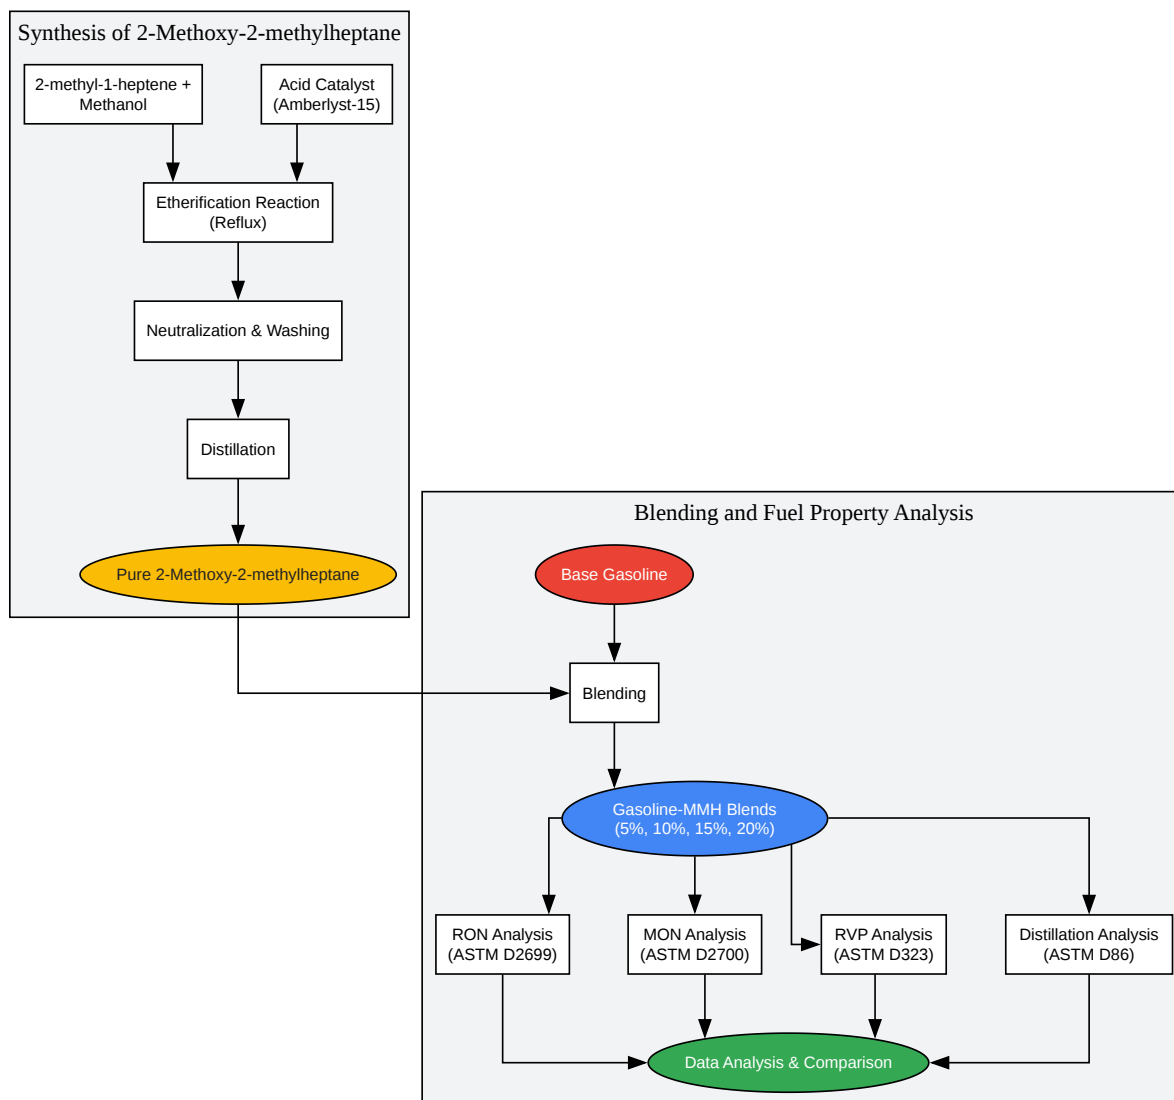 Synthesis of 2-Methoxy-2-methylheptane
2-methyl-1-heptene +
Methanol
Acid Catalyst
(Amberlyst-15)
Etherification Reaction
(Reflux)
Neutralization & Washing
Distillation
Pure 2-Methoxy-2-methylheptane
Blending and Fuel Property Analysis
Base Gasoline
Blending
Gasoline-MMH Blends
(5%, 10%, 15%, 20%)
RON Analysis
(ASTM D2699)
MON Analysis
(ASTM D2700)
RVP Analysis
(ASTM D323)
Distillation Analysis
(ASTM D86)
Data Analysis & Comparison